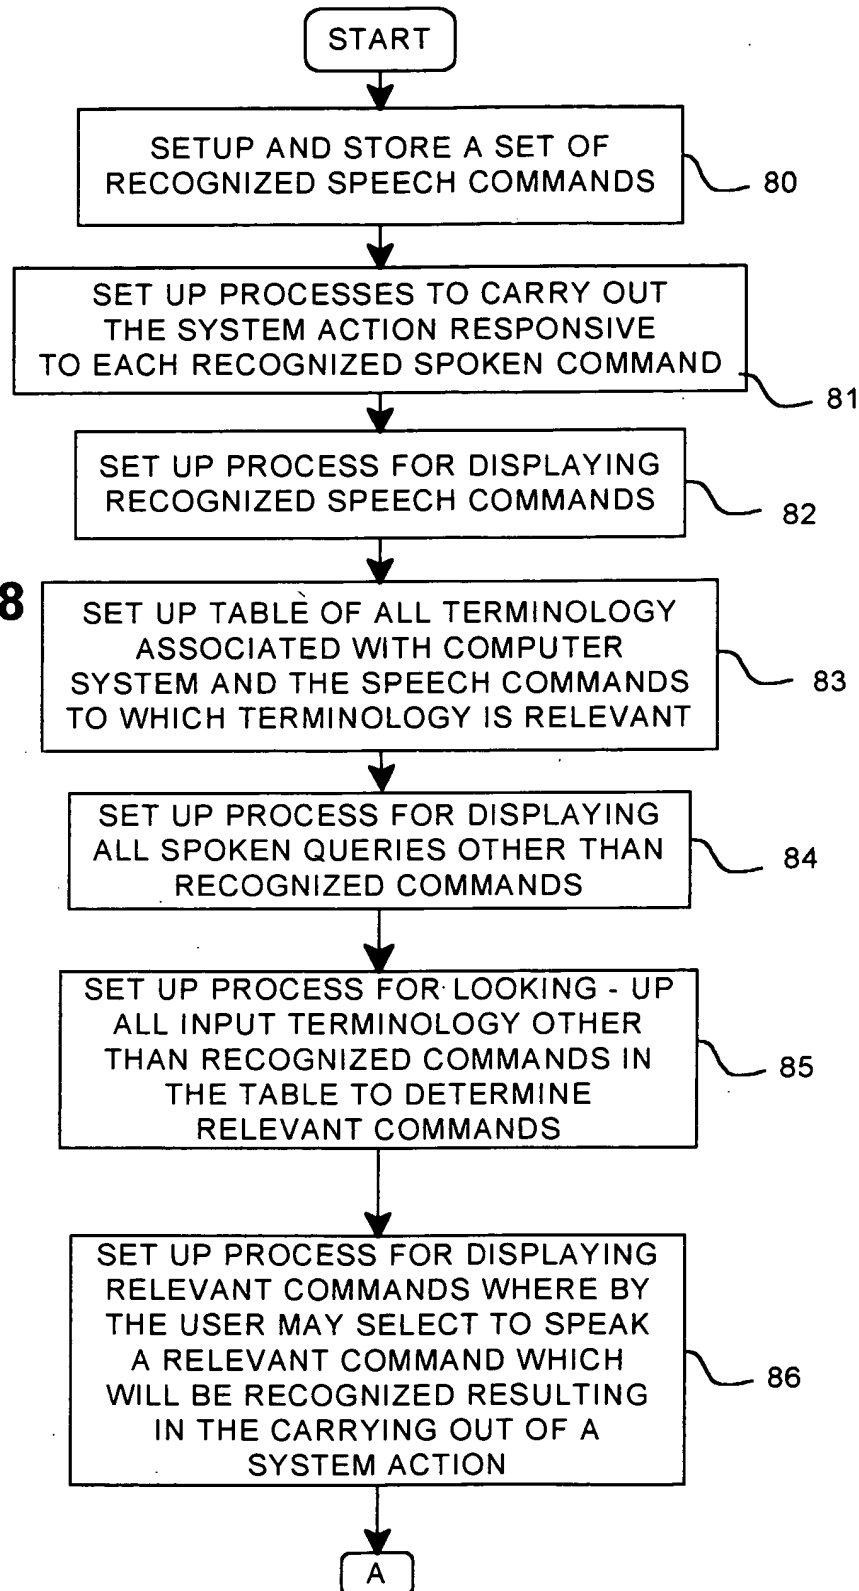 START
SETUP AND STORE A SET OF
RECOGNIZED SPEECH COMMANDS
80
SET UP PROCESSES TO CARRY OUT
THE SYSTEM ACTION RESPONSIVE
TO EACH RECOGNIZED SPOKEN COMMAND
81
SET UP PROCESS FOR DISPLAYING
RECOGNIZED SPEECH COMMANDS
82
8
SET UP TABLE OF ALL TERMINOLOGY
ASSOCIATED WITH COMPUTER
SYSTEM AND THE SPEECH COMMANDS
TO WHICH TERMINOLOGY IS RELEVANT
83
SET UP PROCESS FOR DISPLAYING
ALL SPOKEN QUERIES OTHER THAN
RECOGNIZED COMMANDS
84
SET UP PROCESS FOR LOOKING - UP
ALL INPUT TERMINOLOGY OTHER
THAN RECOGNIZED COMMANDS IN
THE TABLE TO DETERMINE
RELEVANT COMMANDS
85
SET UP PROCESS FOR DISPLAYING
RELEVANT COMMANDS WHERE BY
THE USER MAY SELECT TO SPEAK
A RELEVANT COMMAND WHICH
WILL BE RECOGNIZED RESULTING
IN THE CARRYING OUT OF A
SYSTEM ACTION
86
A